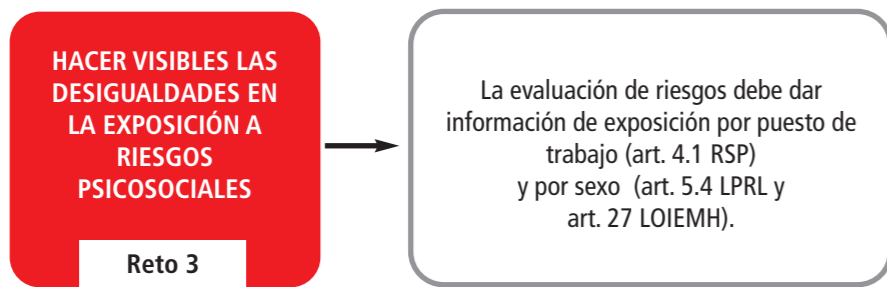 HACER VISIBLES LAS
DESIGUALDADES EN
LA EXPOSICIÓN A
RIESGOS
PSICOSOCIALES
Reto 3
La evaluación de riesgos debe dar
información de exposición por puesto de
trabajo (art. 4.1 RSP)
y por sexo (art. 5.4 LPRL y
art. 27 LOIEMH).